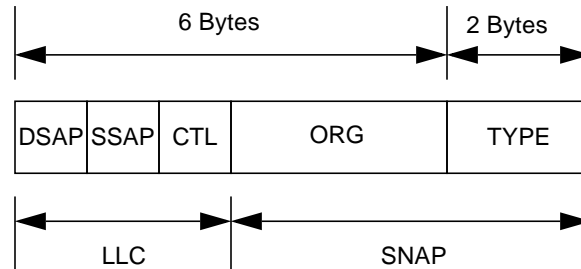 6 Bytes 2 Bytes
DSAP SSAP CTL ORG TYPE
LLC SNAP